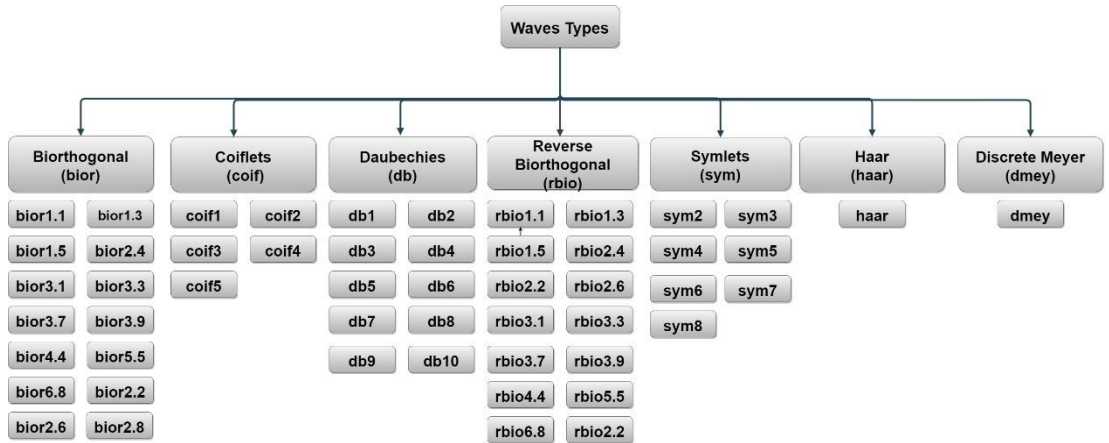 Waves Types
Biorthogonal
(bior)
Coiflets
(coif)
Daubechies
(db)
Reverse
Biorthogonal
(rbio)
Symlets
(sym)
Haar
(haar)
Discrete Meyer
(dmey)
bior1.1 bior1.3 coif1 coif2 db1 db2 rbio1.1 rbio1.3 sym2 sym3 haar dmey
bior1.5 bior2.4 coif3 coif4 db3 db4 rbio1.5 rbio2.4 sym4 sym5
bior3.1 bior3.3 coif5 db5 db6 rbio2.2 rbio2.6 sym6 sym7
bior3.7 bior3.9 db7 db8 rbio3.1 rbio3.3 sym8
bior4.4 bior5.5 db9 db10 rbio3.7 rbio3.9
bior6.8 bior2.2 rbio4.4 rbio5.5
bior2.6 bior2.8 rbio6.8 rbio2.2